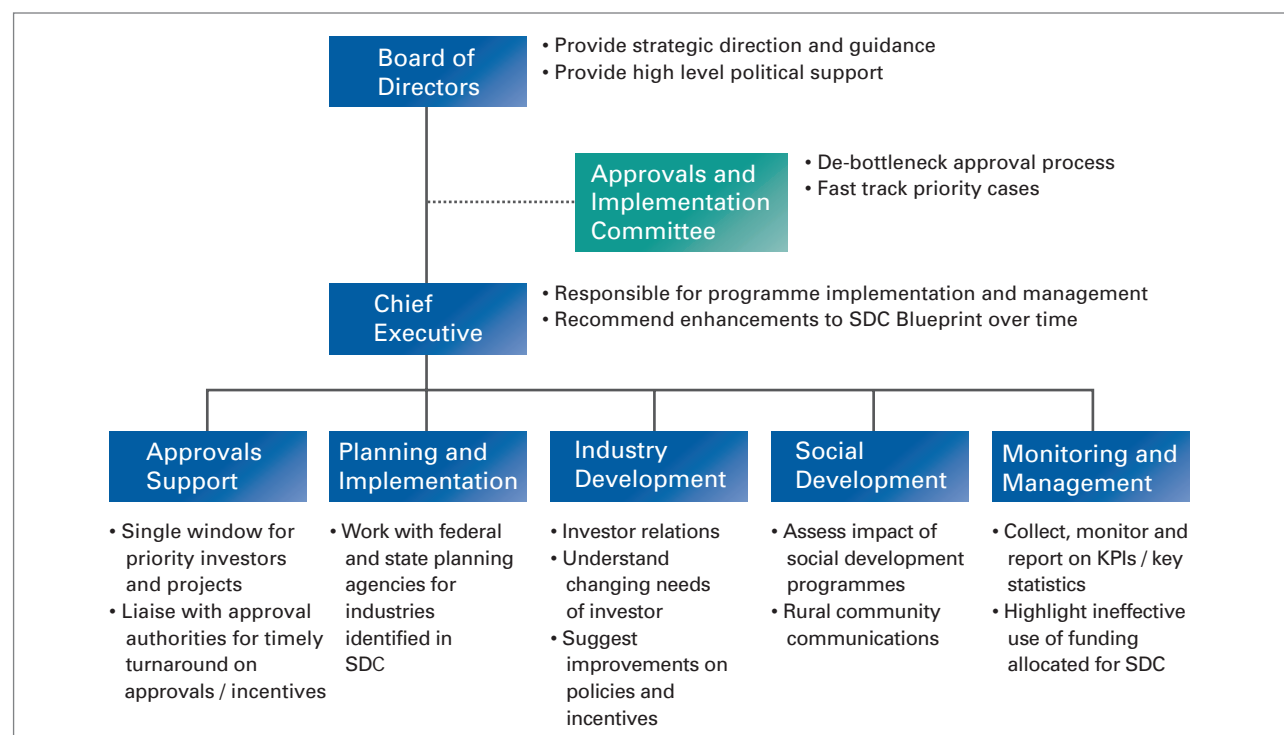 Board of
Directors
• Provide strategic direction and guidance
• Provide high level political support
Approvals and
Implementation
Committee
• De-bottleneck approval process
• Fast track priority cases
Chief
Executive
• Responsible for programme implementation and management
• Recommend enhancements to SDC Blueprint over time
Approvals
Support
• Single window for
priority investors
and projects
• Liaise with approval
authorities for timely
turnaround on
approvals / incentives
Planning and
Implementation
• Work with federal
and state planning
agencies for
industries
identified in
SDC
Industry
Development
• Investor relations
• Understand
changing needs
of investor
• Suggest
improvements on
policies and
incentives
Social
Development
• Assess impact of
social development
programmes
• Rural community
communications
Monitoring and
Management
• Collect, monitor and
report on KPIs / key
statistics
• Highlight ineffective
use of funding
allocated for SDC